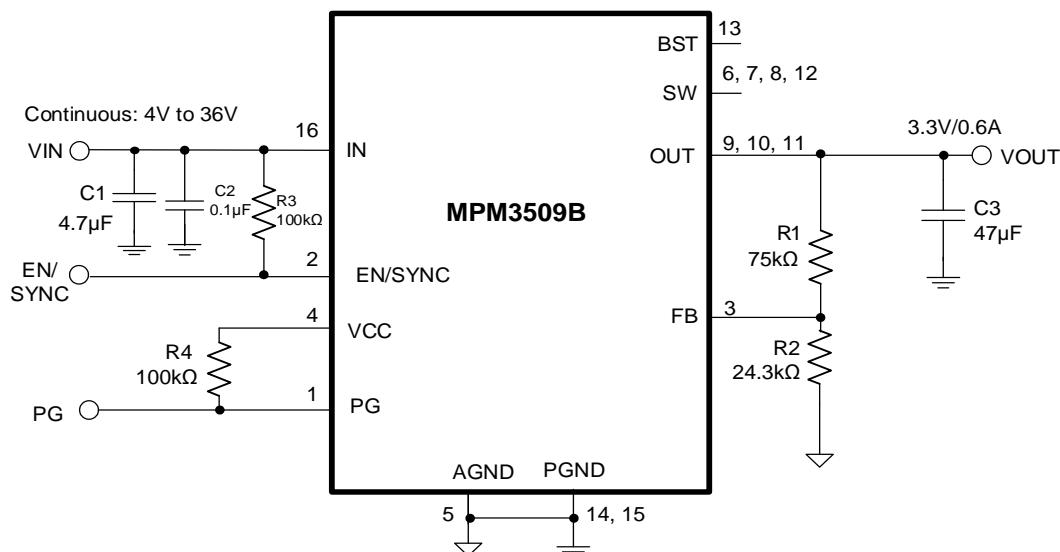 13
BST
6, 7, 8, 12
SW
Continuous: 4V to 36V
VIN
16
IN
OUT
9, 10, 11
3.3V/0.6A
VOUT
C1
4.7µF
C2
0.1µF
R3
100kΩ
MPM3509B
C3
47µF
R1
75kΩ
EN/
SYNC
2
EN/SYNC
4
VCC
FB
3
R4
100kΩ
R2
24.3kΩ
PG
1
PG
AGND
PGND
5
14, 15